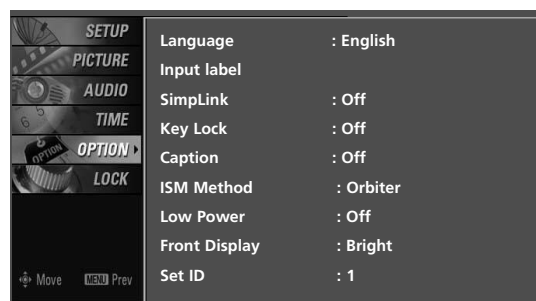 SETUP
PICTURE
AUDIO
TIME
OPTION
LOCK
Move MENU Prev
Language : English
Input label
SimpLink : Off
Key Lock : Off
Caption : Off
ISM Method : Orbiter
Low Power : Off
Front Display : Bright
Set ID : 1